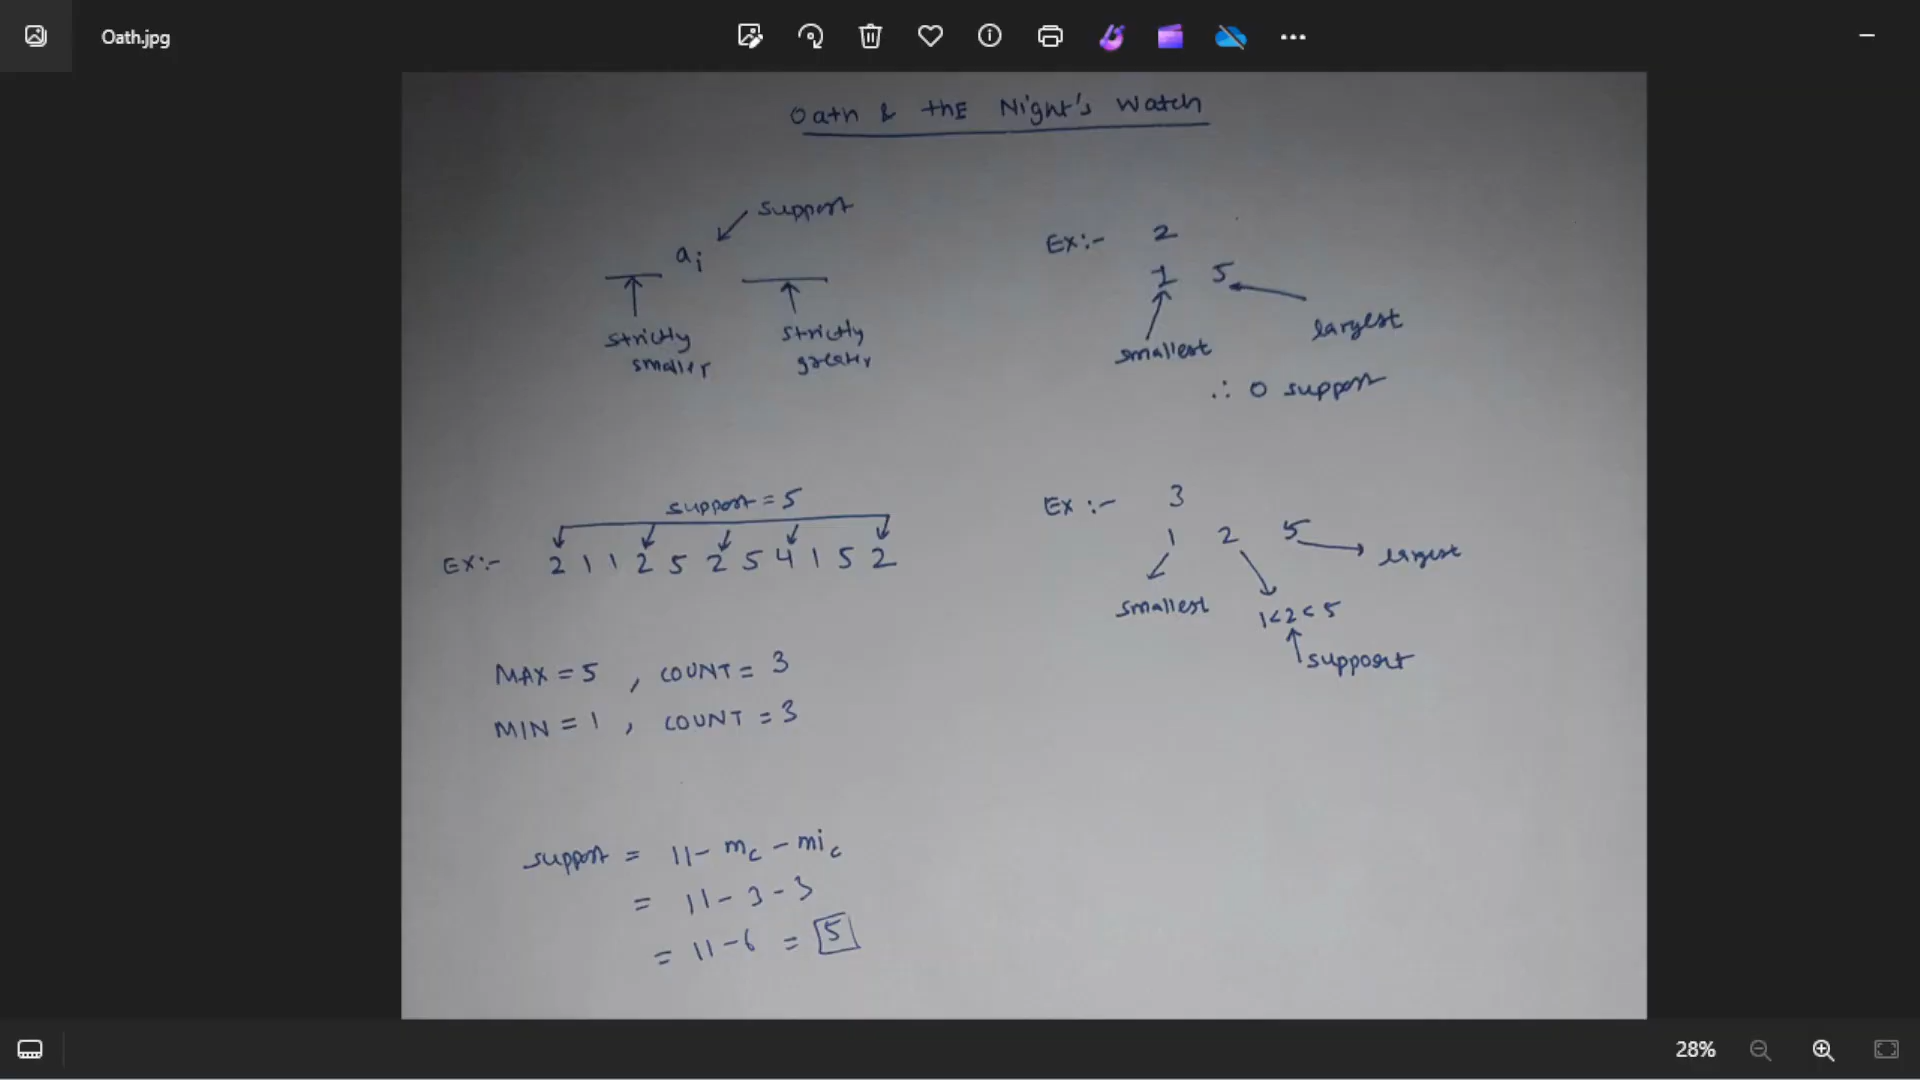 Oath.jpg
Oath & thE Night's Watch
support
ai
strictly smaller
strictly greater
Ex:- 2
1 5
smallest
largest
∴ 0 support
support = 5
Ex:- 2 1 1 2 5 2 5 4 1 5 2
MAX = 5 , COUNT = 3
MIN = 1 , COUNT = 3
support = 11 - mc - mic
= 11 - 3 - 3
= 11 - 6 = 5
Ex:- 3
1 2 5
largest
smallest
1<2<5
support
28%